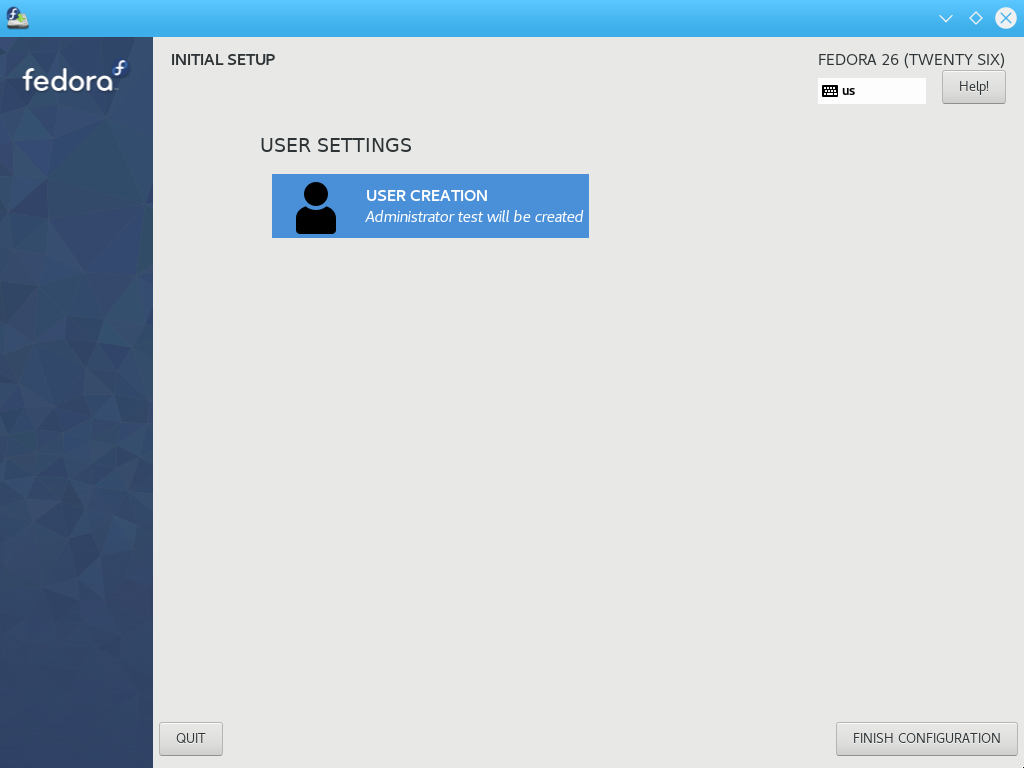 fedora
INITIAL SETUP
FEDORA 26 (TWENTY SIX)
us
Help!
USER SETTINGS
USER CREATION
Administrator test will be created
QUIT
FINISH CONFIGURATION